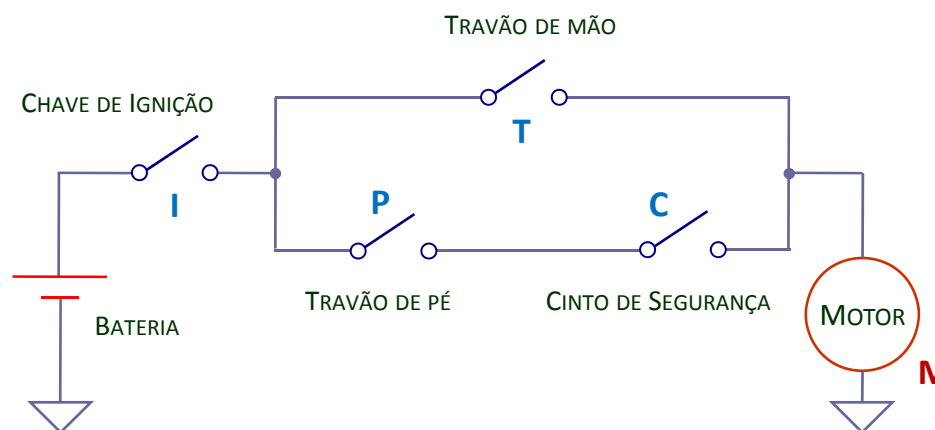 TRAVÃO DE MÃO
CHAVE DE IGNIÇÃO
T
I
P
C
TRAVÃO DE PÉ
CINTO DE SEGURANÇA
BATERIA
MOTOR
M